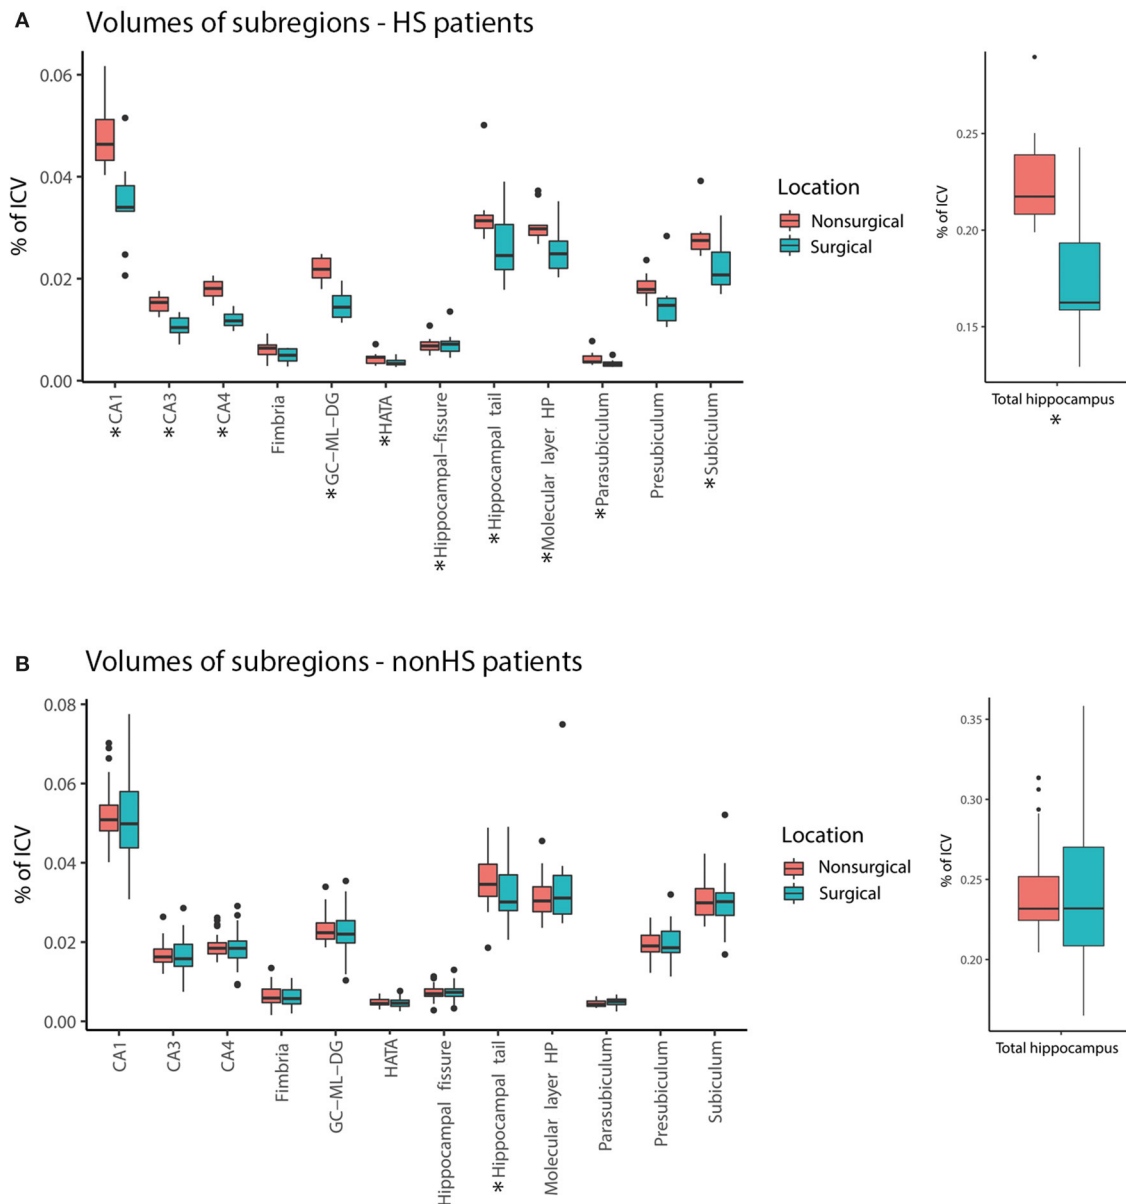 A
Volumes of subregions - HS patients
% of ICV
0.06
0.04
0.02
0.00
*CA1
*CA3
*CA4
Fimbria
*GC-ML-DG
*HATA
*Hippocampal-fissure
*Hippocampal tail
*Molecular layer HP
*Parasubiculum
Presubiculum
*Subiculum
Location
Nonsurgical
Surgical
% of ICV
0.25
0.20
0.15
Total hippocampus
*
B
Volumes of subregions - nonHS patients
% of ICV
0.08
0.06
0.04
0.02
0.00
CA1
CA3
CA4
Fimbria
GC-ML-DG
HATA
Hippocampal fissure
*Hippocampal tail
Molecular layer HP
Parasubiculum
Presubiculum
Subiculum
Location
Nonsurgical
Surgical
% of ICV
0.35
0.30
0.25
0.20
Total hippocampus